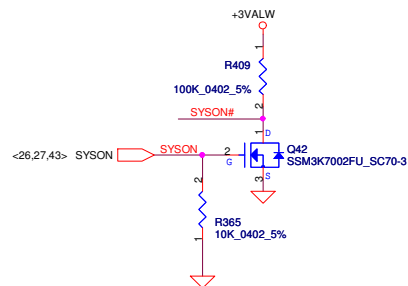 +3VALW
1
R409
100K_0402_5%
2
SYSON#
1 D
Q42
SSM3K7002FU_SC70-3
<26,27,43> SYSON
SYSON
2
G
3 S
2
R365
10K_0402_5%
1